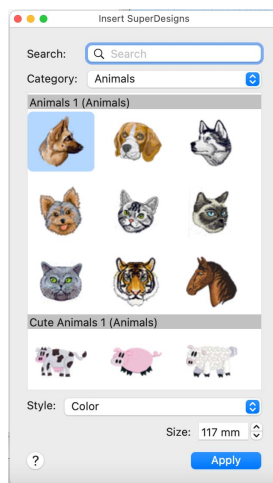 Insert SuperDesigns
Search: Search
Category: Animals
Animals 1 (Animals)
Cute Animals 1 (Animals)
Style: Color
Size: 117 mm
? Apply